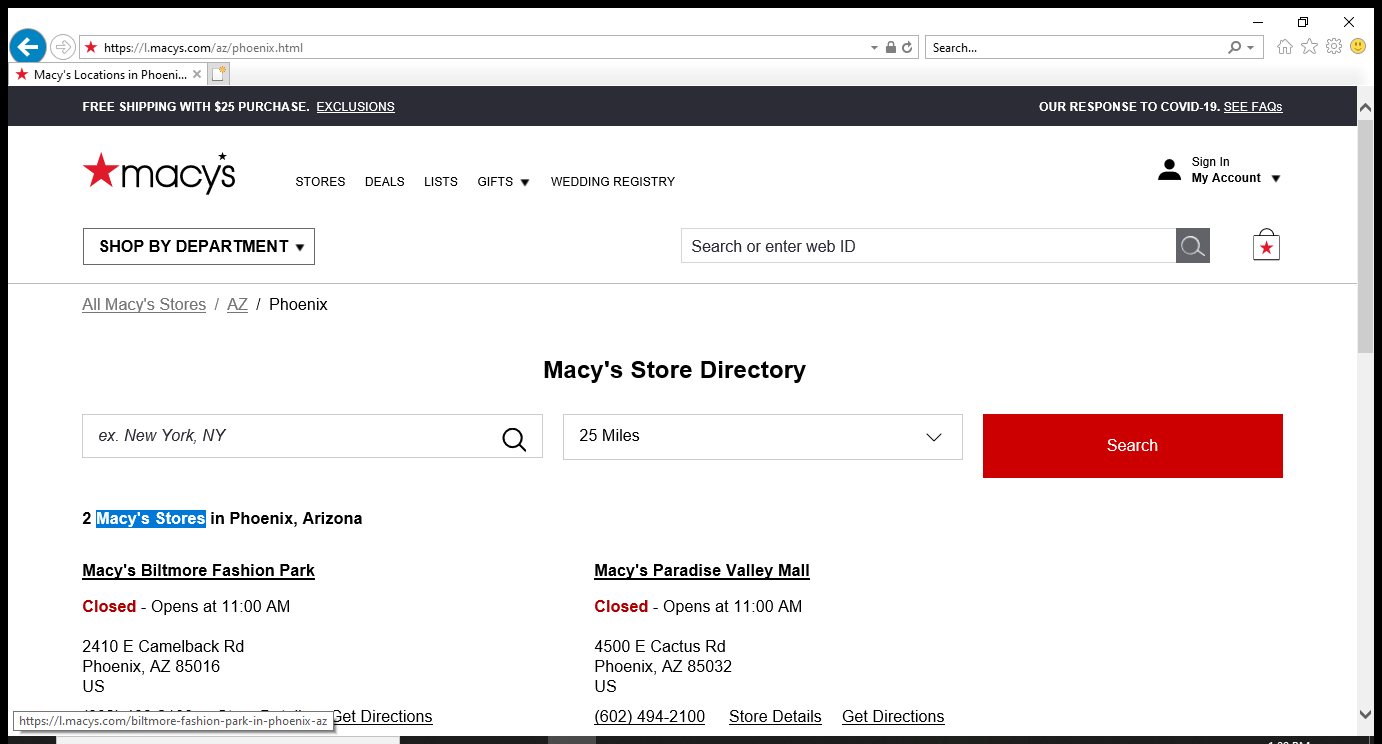 https://l.macys.com/az/phoenix.html
Search...
Macy's Locations in Phoeni...
FREE SHIPPING WITH $25 PURCHASE. EXCLUSIONS
OUR RESPONSE TO COVID-19. SEE FAQs
macy's
STORES DEALS LISTS GIFTS WEDDING REGISTRY
Sign In
My Account
SHOP BY DEPARTMENT
Search or enter web ID
All Macy's Stores / AZ / Phoenix
Macy's Store Directory
ex. New York, NY
25 Miles
Search
2 Macy's Stores in Phoenix, Arizona
Macy's Biltmore Fashion Park
Closed - Opens at 11:00 AM
2410 E Camelback Rd
Phoenix, AZ 85016
US
Get Directions
Macy's Paradise Valley Mall
Closed - Opens at 11:00 AM
4500 E Cactus Rd
Phoenix, AZ 85032
US
(602) 494-2100 Store Details Get Directions
https://l.macys.com/biltmore-fashion-park-in-phoenix-az